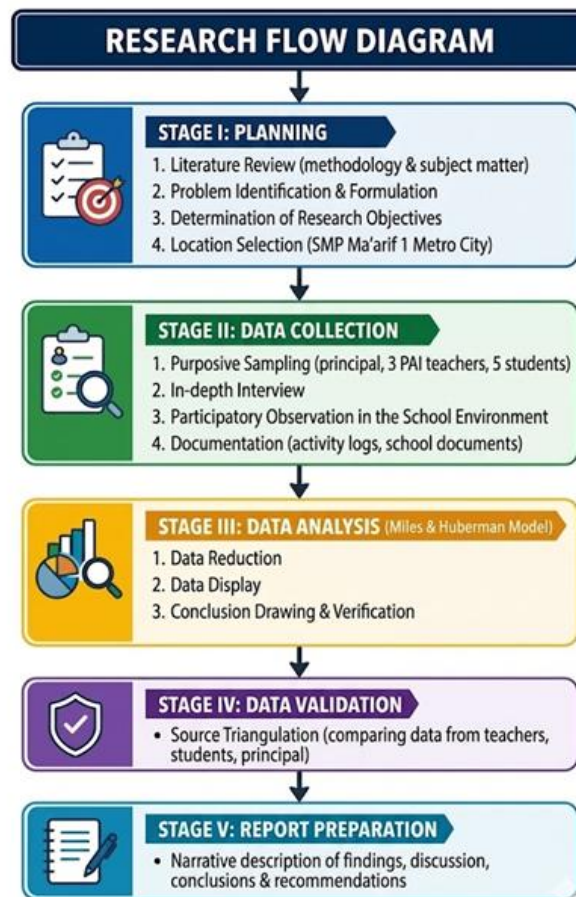 RESEARCH FLOW DIAGRAM
STAGE I: PLANNING
1. Literature Review (methodology & subject matter)
2. Problem Identification & Formulation
3. Determination of Research Objectives
4. Location Selection (SMP Ma'arif 1 Metro City)
STAGE II: DATA COLLECTION
1. Purposive Sampling (principal, 3 PAI teachers, 5 students)
2. In-depth Interview
3. Participatory Observation in the School Environment
4. Documentation (activity logs, school documents)
STAGE III: DATA ANALYSIS (Miles & Huberman Model)
1. Data Reduction
2. Data Display
3. Conclusion Drawing & Verification
STAGE IV: DATA VALIDATION
• Source Triangulation (comparing data from teachers,
students, principal)
STAGE V: REPORT PREPARATION
• Narrative description of findings, discussion,
conclusions & recommendations